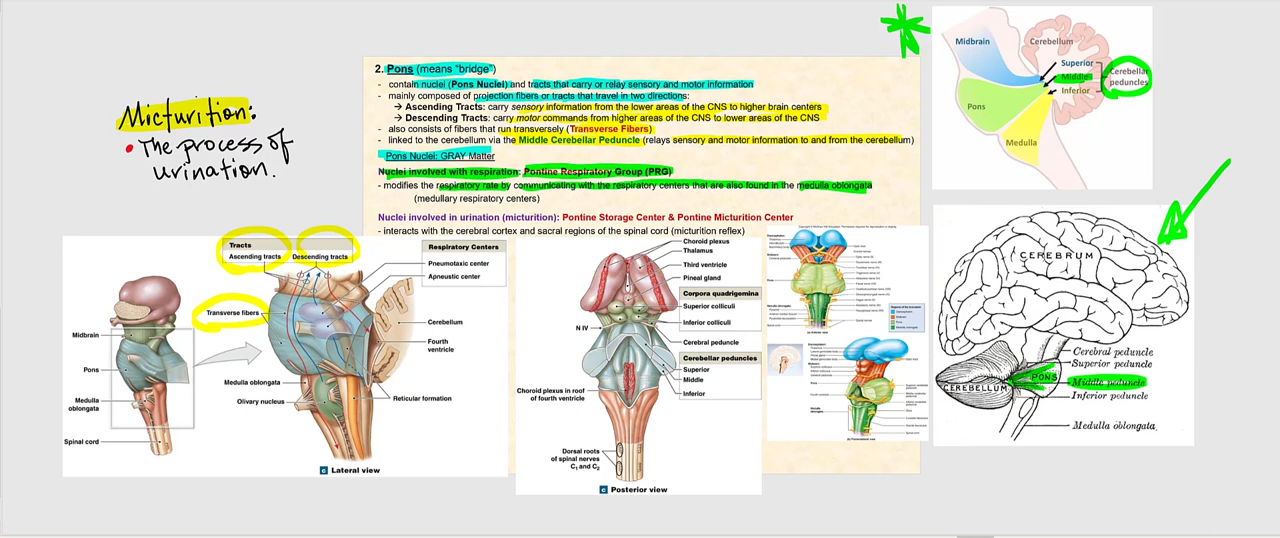 Micturition:
• The process of
urination.
2. Pons (means "bridge")
- contain nuclei (Pons Nuclei) and tracts that carry or relay sensory and motor information
- mainly composed of projection fibers or tracts that travel in two directions:
→ Ascending Tracts: carry sensory information from the lower areas of the CNS to higher brain centers
→ Descending Tracts: carry motor commands from higher areas of the CNS to lower areas of the CNS
- also consists of fibers that run transversely (Transverse Fibers)
- linked to the cerebellum via the Middle Cerebellar Peduncle (relays sensory and motor information to and from the cerebellum)
Pons Nuclei: GRAY Matter
Nuclei involved with respiration: Pontine Respiratory Group (PRG)
- modifies the respiratory rate by communicating with the respiratory centers that are also found in the medulla oblongata
(medullary respiratory centers)
Nuclei involved in urination (micturition): Pontine Storage Center & Pontine Micturition Center
- interacts with the cerebral cortex and sacral regions of the spinal cord (micturition reflex)
Midbrain
Cerebellum
Superior
Middle
Inferior
Cerebellar
peduncles
Pons
Medulla
Tracts
Ascending tracts
Descending tracts
Respiratory Centers
Pneumotaxic center
Apneustic center
Transverse fibers
Cerebellum
Fourth
ventricle
Midbrain
Pons
Medulla
oblongata
Spinal cord
Medulla oblongata
Olivary nucleus
Reticular formation
c Lateral view
Choroid plexus
Thalamus
Third ventricle
Pineal gland
Corpora quadrigemina
Superior colliculi
Inferior colliculi
N IV
Cerebral peduncle
Cerebellar peduncles
Superior
Middle
Inferior
Choroid plexus in roof
of fourth ventricle
Dorsal roots
of spinal nerves
C1 and C2
Posterior view
CEREBRUM
CEREBELLUM
PONS
Cerebral peduncle
Superior peduncle
Middle peduncle
Inferior peduncle
Medulla oblongata